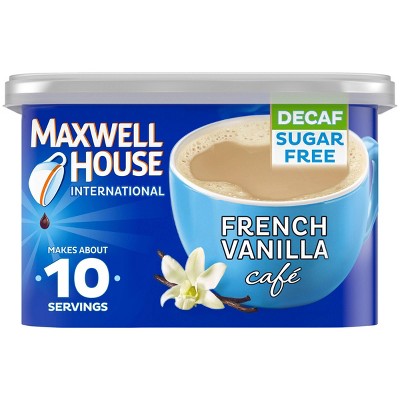 MAXWELL
HOUSE
INTERNATIONAL
MAKES ABOUT
10
SERVINGS
DECAF
SUGAR
FREE
FRENCH
VANILLA
café